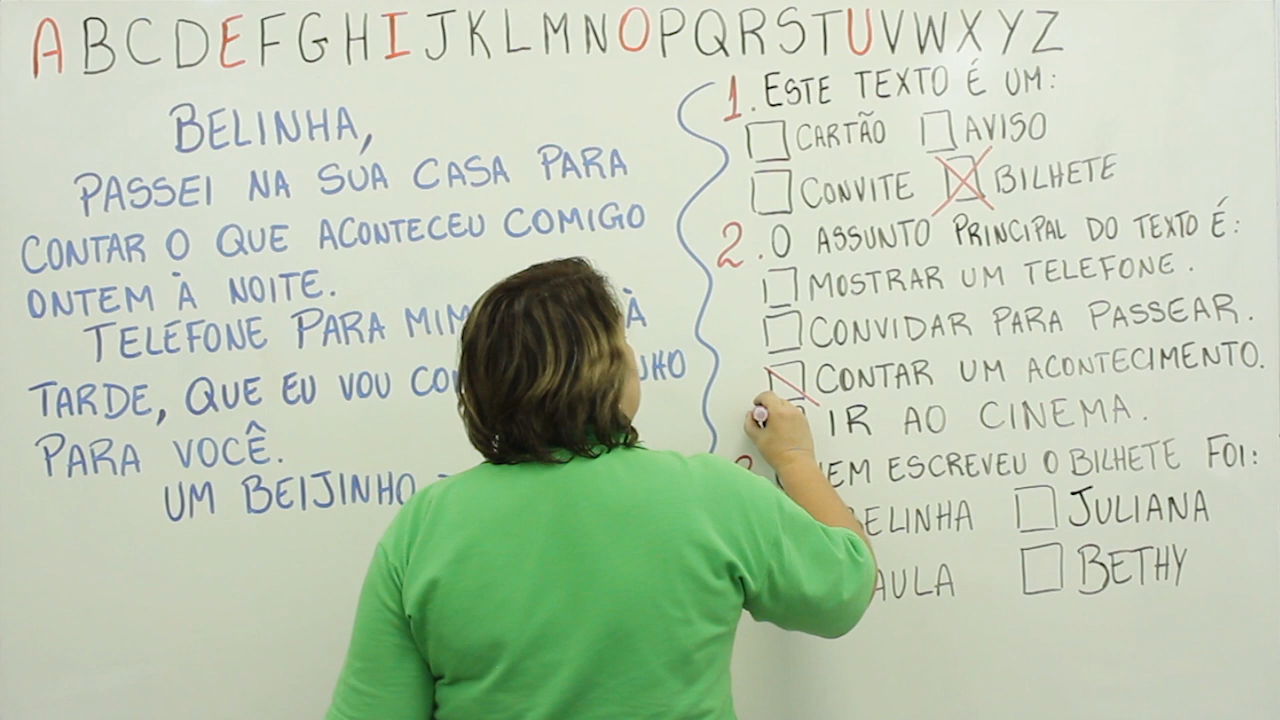 A B C D E F G H I J K L M N O P Q R S T U V W X Y Z
BELINHA,
PASSEI NA SUA CASA PARA
CONTAR O QUE ACONTECEU COMIGO
ONTEM À NOITE.
TELEFONE PARA MIM À
TARDE, QUE EU VOU
PARA VOCÊ.
UM BEIJINHO
1. ESTE TEXTO É UM:
CARTÃO AVISO
CONVITE BILHETE
2. O ASSUNTO PRINCIPAL DO TEXTO É:
MOSTRAR UM TELEFONE.
CONVIDAR PARA PASSEAR.
CONTAR UM ACONTECIMENTO.
IR AO CINEMA.
ESCREVEU O BILHETE FOI:
BELINHA JULIANA
BETHY